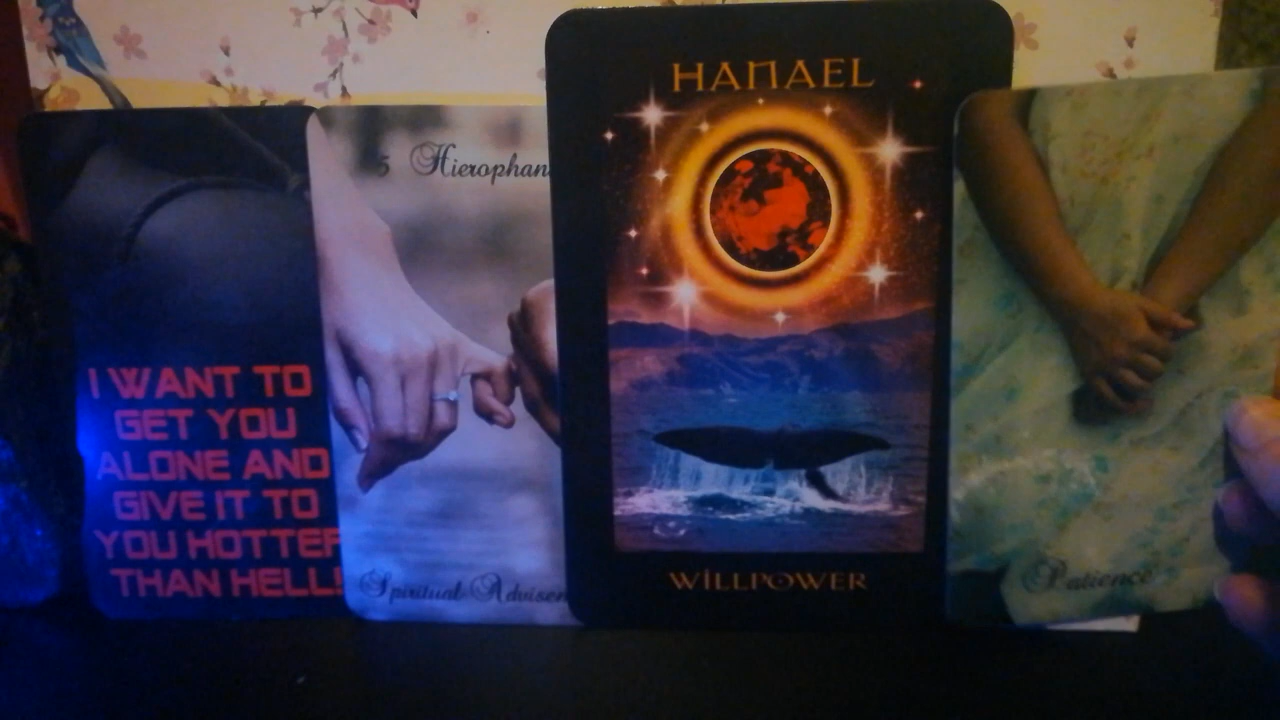 I WANT TO
GET YOU
ALONE AND
GIVE IT TO
YOU HOTTER
THAN HELL!
5 Hierophan
Spiritual Adviser
HANAEL
WILLPOWER
Patience